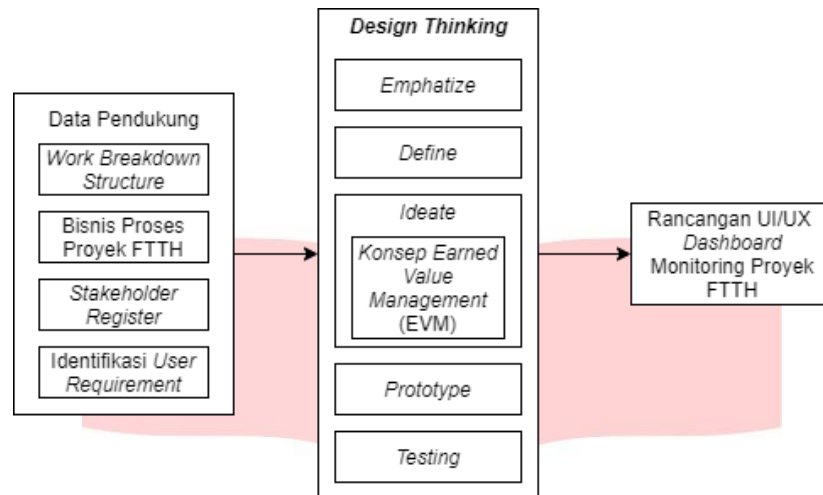 Data Pendukung
Work Breakdown
Structure
Bisnis Proses
Proyek FTTH
Stakeholder
Register
Identifikasi User
Requirement
Design Thinking
Emphatize
Define
Ideate
Konsep Earned
Value
Management
(EVM)
Prototype
Testing
Rancangan UI/UX
Dashboard
Monitoring Proyek
FTTH